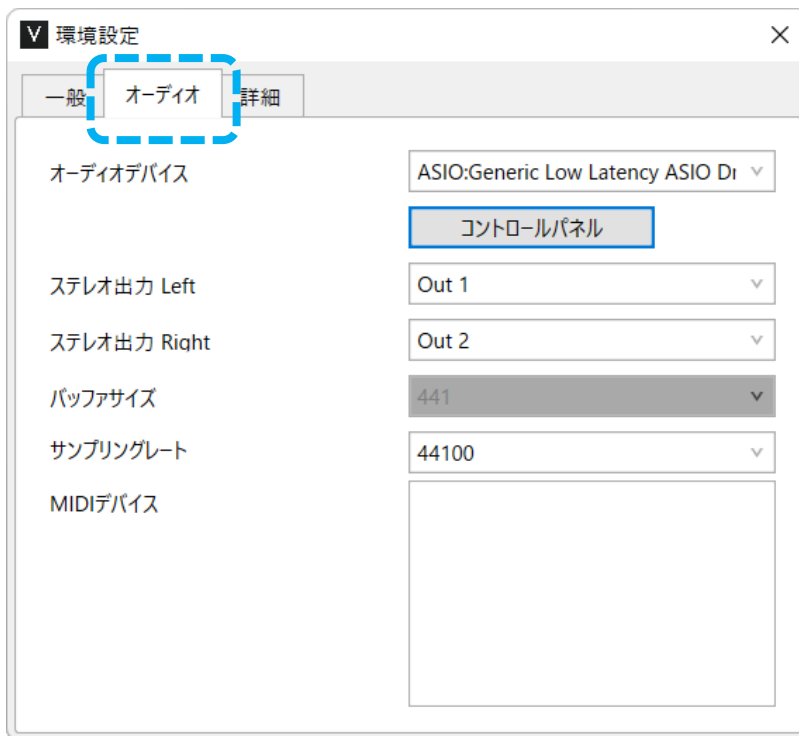 V 環境設定
一般 オーディオ 詳細
オーディオデバイス ASIO:Generic Low Latency ASIO
コントロールパネル
ステレオ出力 Left Out 1
ステレオ出力 Right Out 2
バッファサイズ 441
サンプリングレート 44100
MIDIデバイス